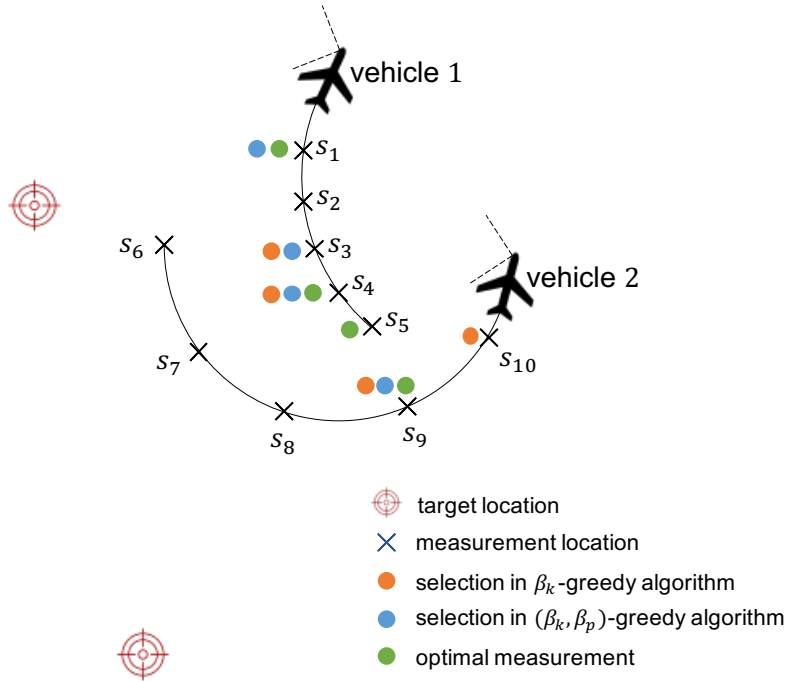 vehicle 1
s₁
s₂
s₃
s₄
s₅
s₆
vehicle 2
s₇
s₁₀
s₈
s₉
target location
measurement location
selection in βₖ-greedy algorithm
selection in (βₖ, βₚ)-greedy algorithm
optimal measurement